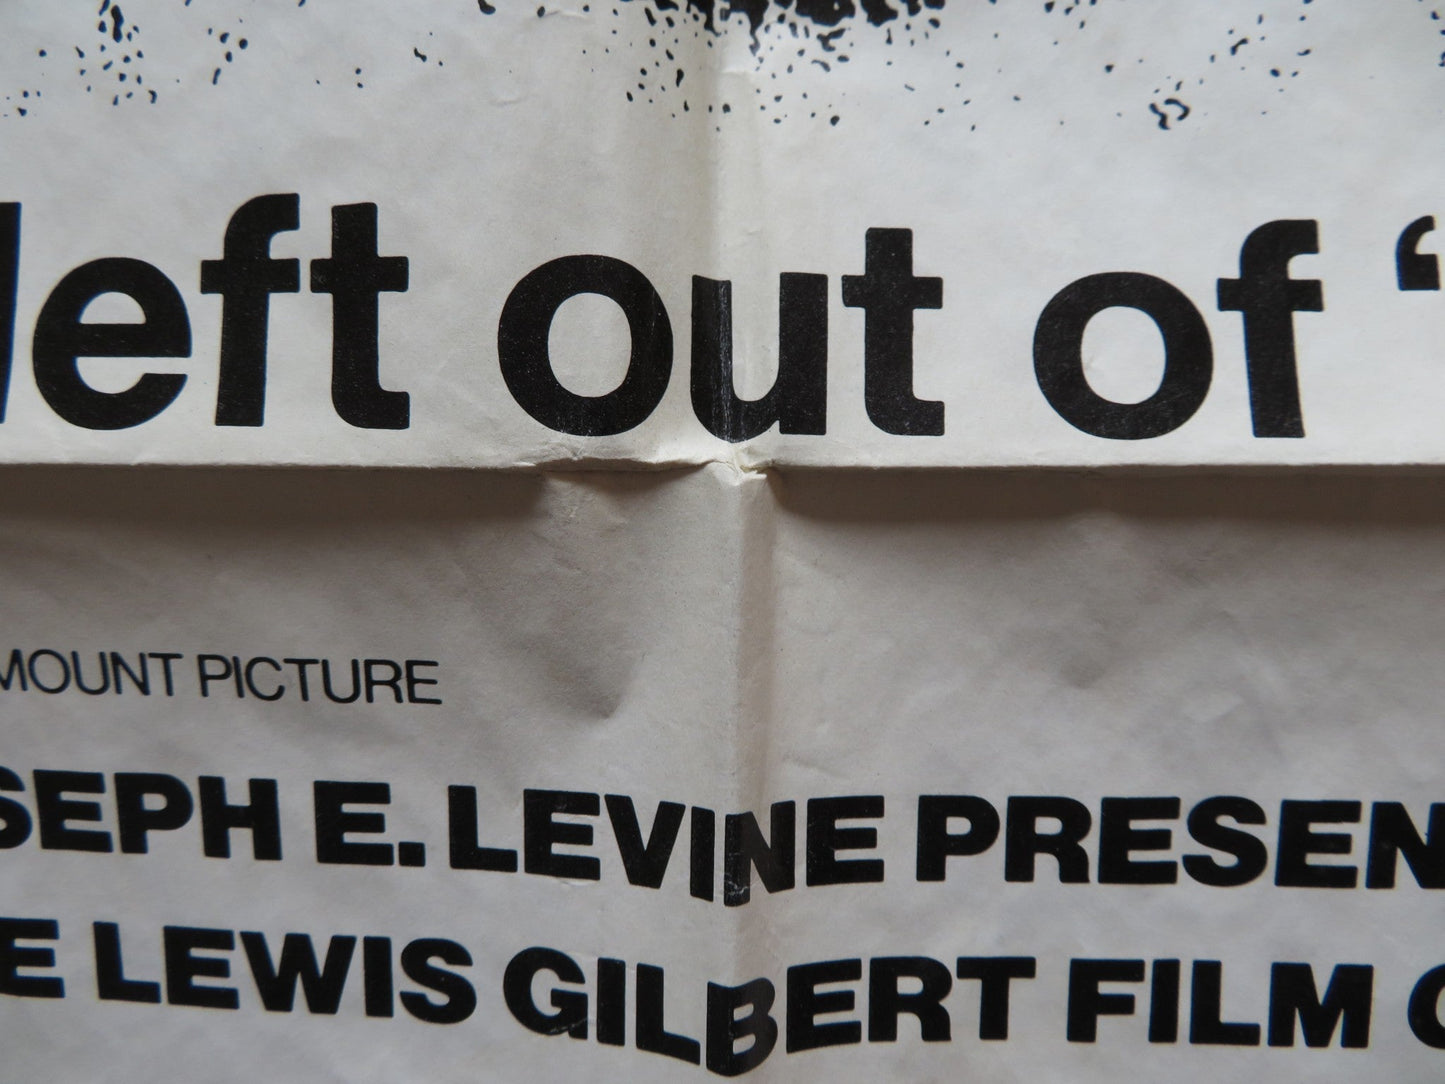 left out of ‘
MOUNT PICTURE
SEPH E. LEVINE PRESEN
E LEWIS GILBERT FILM